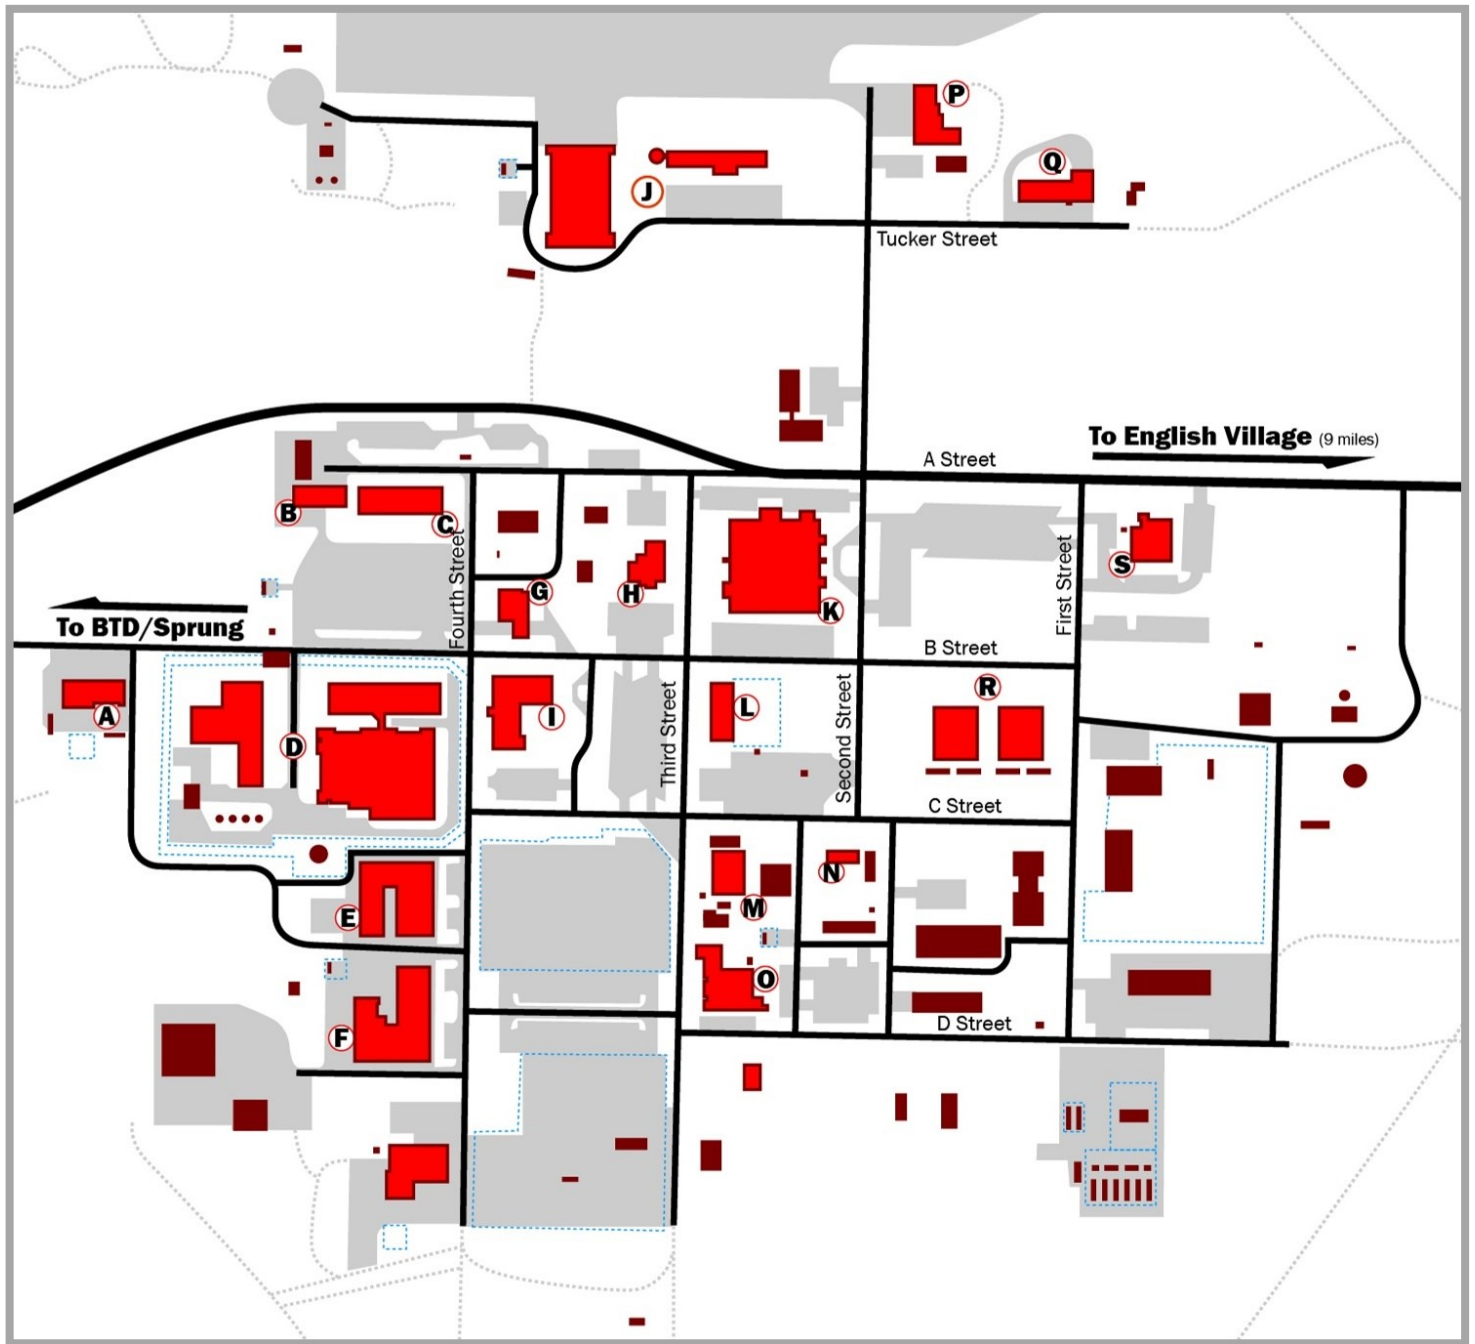 P
Q
J
Tucker Street
To English Village (9 miles)
A Street
B
C
Fourth Street
G
H
K
First Street
S
To BTD/Sprung
B Street
A
D
I
Third Street
L
Second Street
R
C Street
E
M
N
F
O
D Street